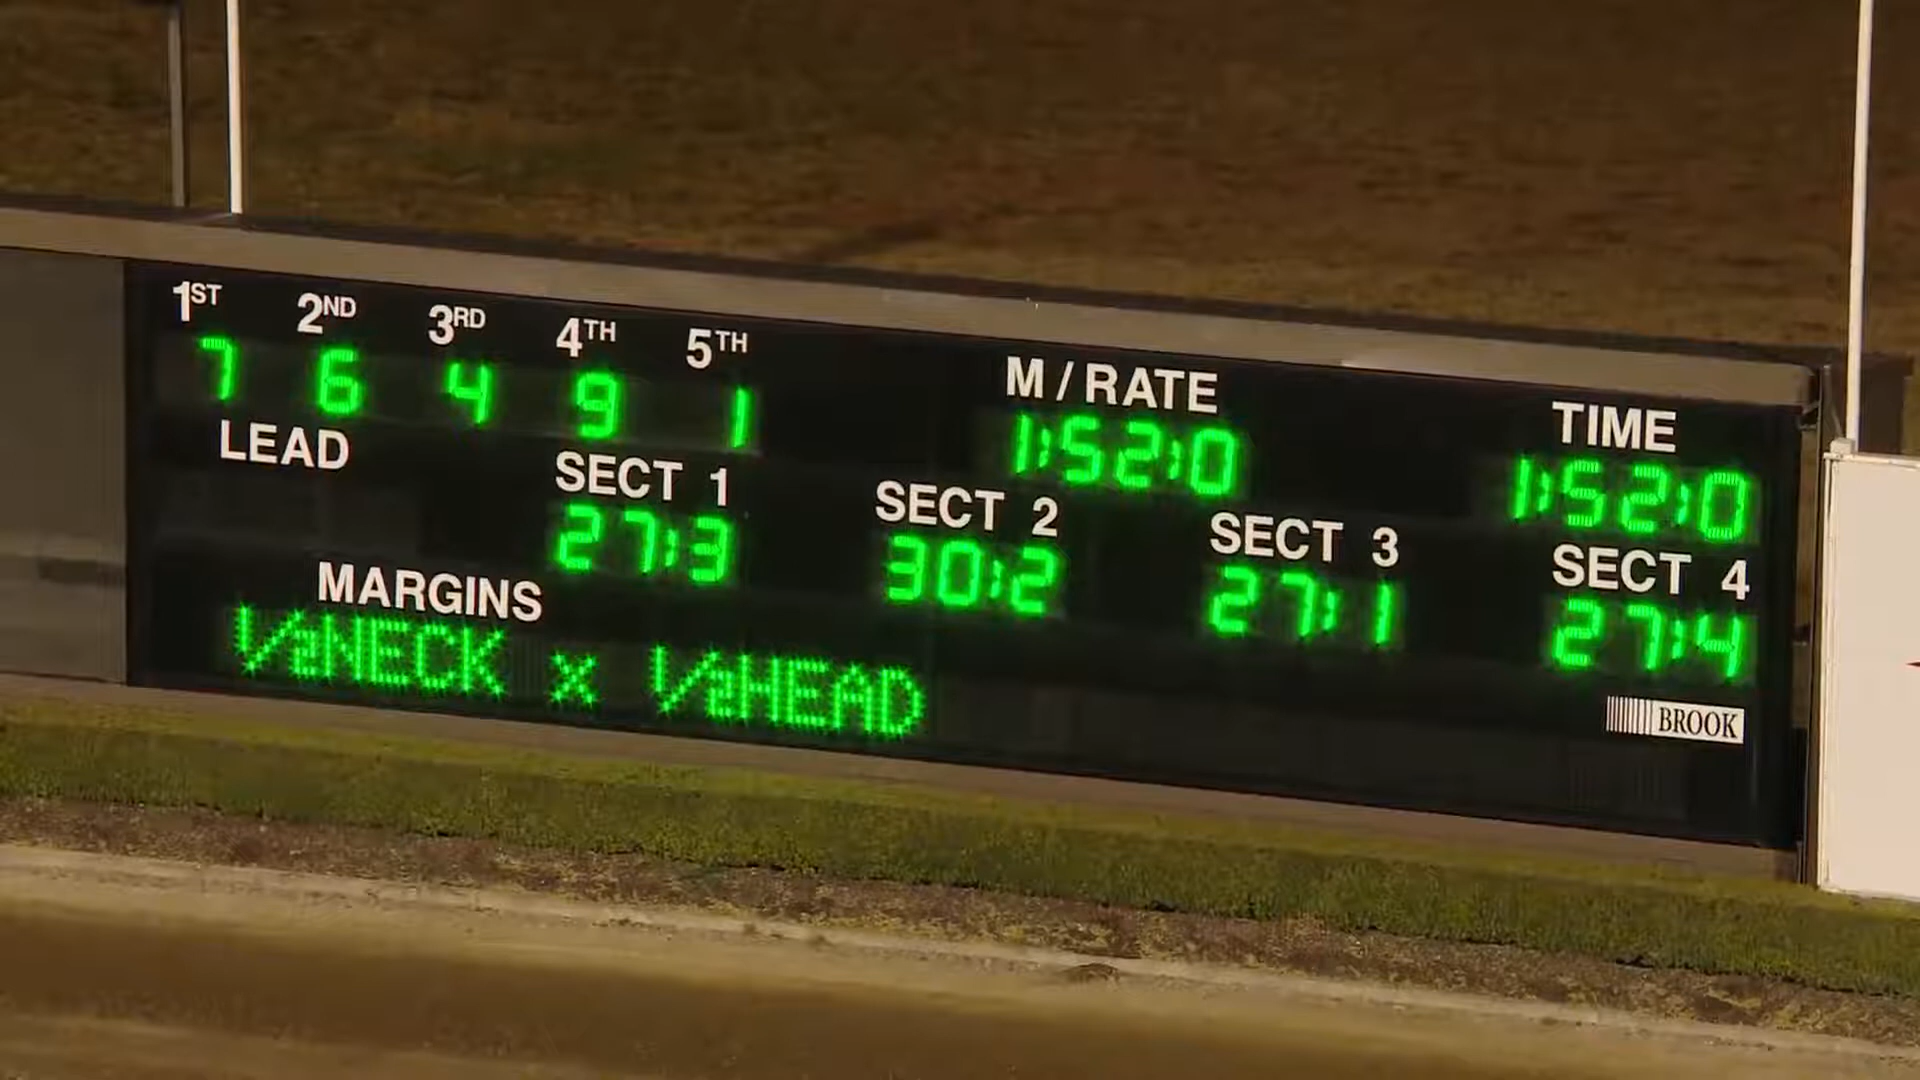 1ST 2ND 3RD 4TH 5TH M/RATE TIME
7 6 4 9 1 1:52:0 1:52:0
LEAD SECT 1 SECT 2 SECT 3 SECT 4
27:3 30:2 27:1 27:4
MARGINS
1/2NECK x 1/2HEAD
BROOK